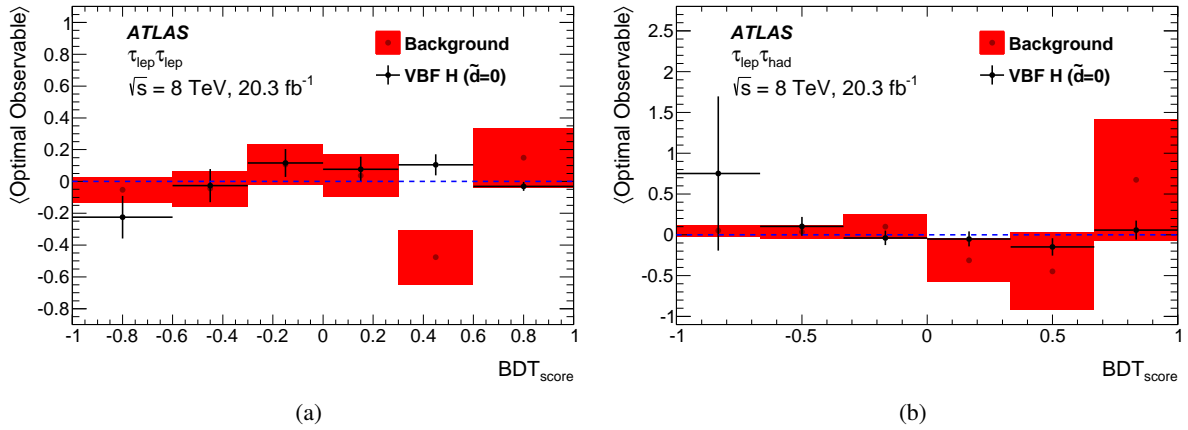 ⟨Optimal Observable⟩
1
0.8
0.6
0.4
0.2
0
-0.2
-0.4
-0.6
-0.8
ATLAS
τlepτlep
√s = 8 TeV, 20.3 fb-1
Background
VBF H (d̃=0)
-1 -0.8 -0.6 -0.4 -0.2 0 0.2 0.4 0.6 0.8 1
BDTscore
(a)
⟨Optimal Observable⟩
2.5
2
1.5
1
0.5
0
-0.5
-1
ATLAS
τlepτhad
√s = 8 TeV, 20.3 fb-1
Background
VBF H (d̃=0)
-1 -0.5 0 0.5 1
BDTscore
(b)